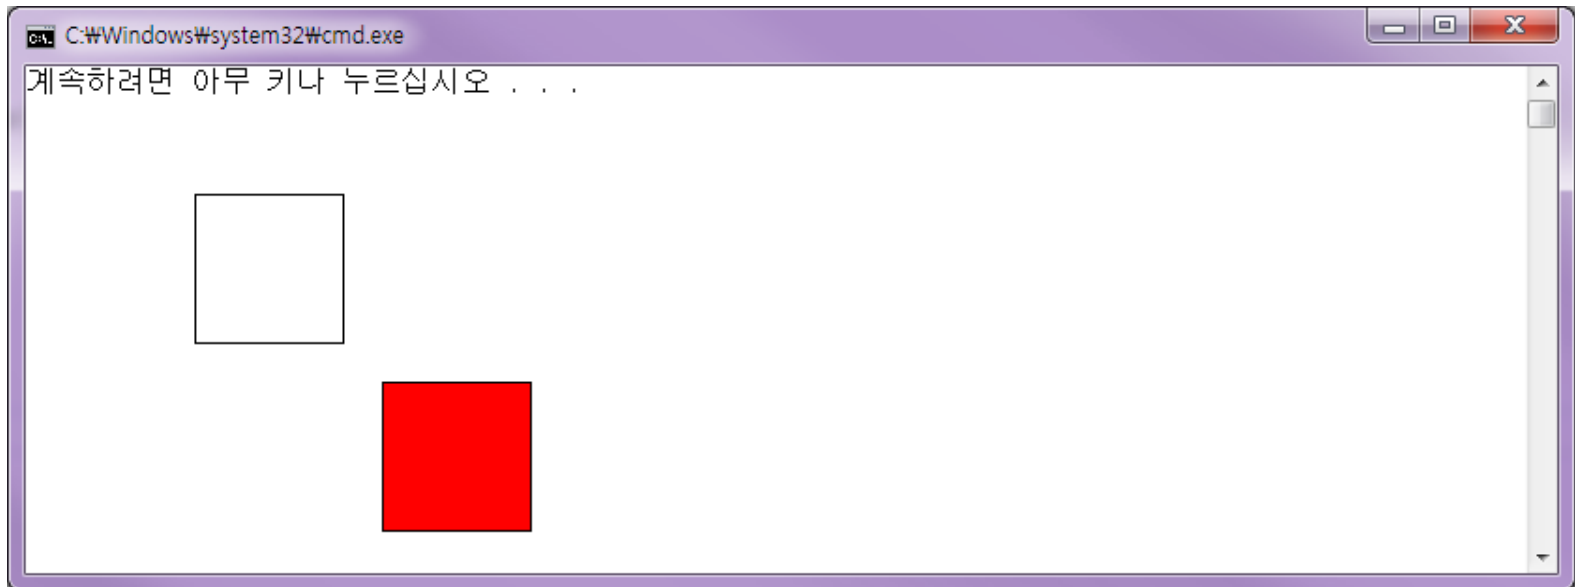 C:₩Windows₩system32₩cmd.exe
계속하려면 아무 키나 누르십시오 . . .